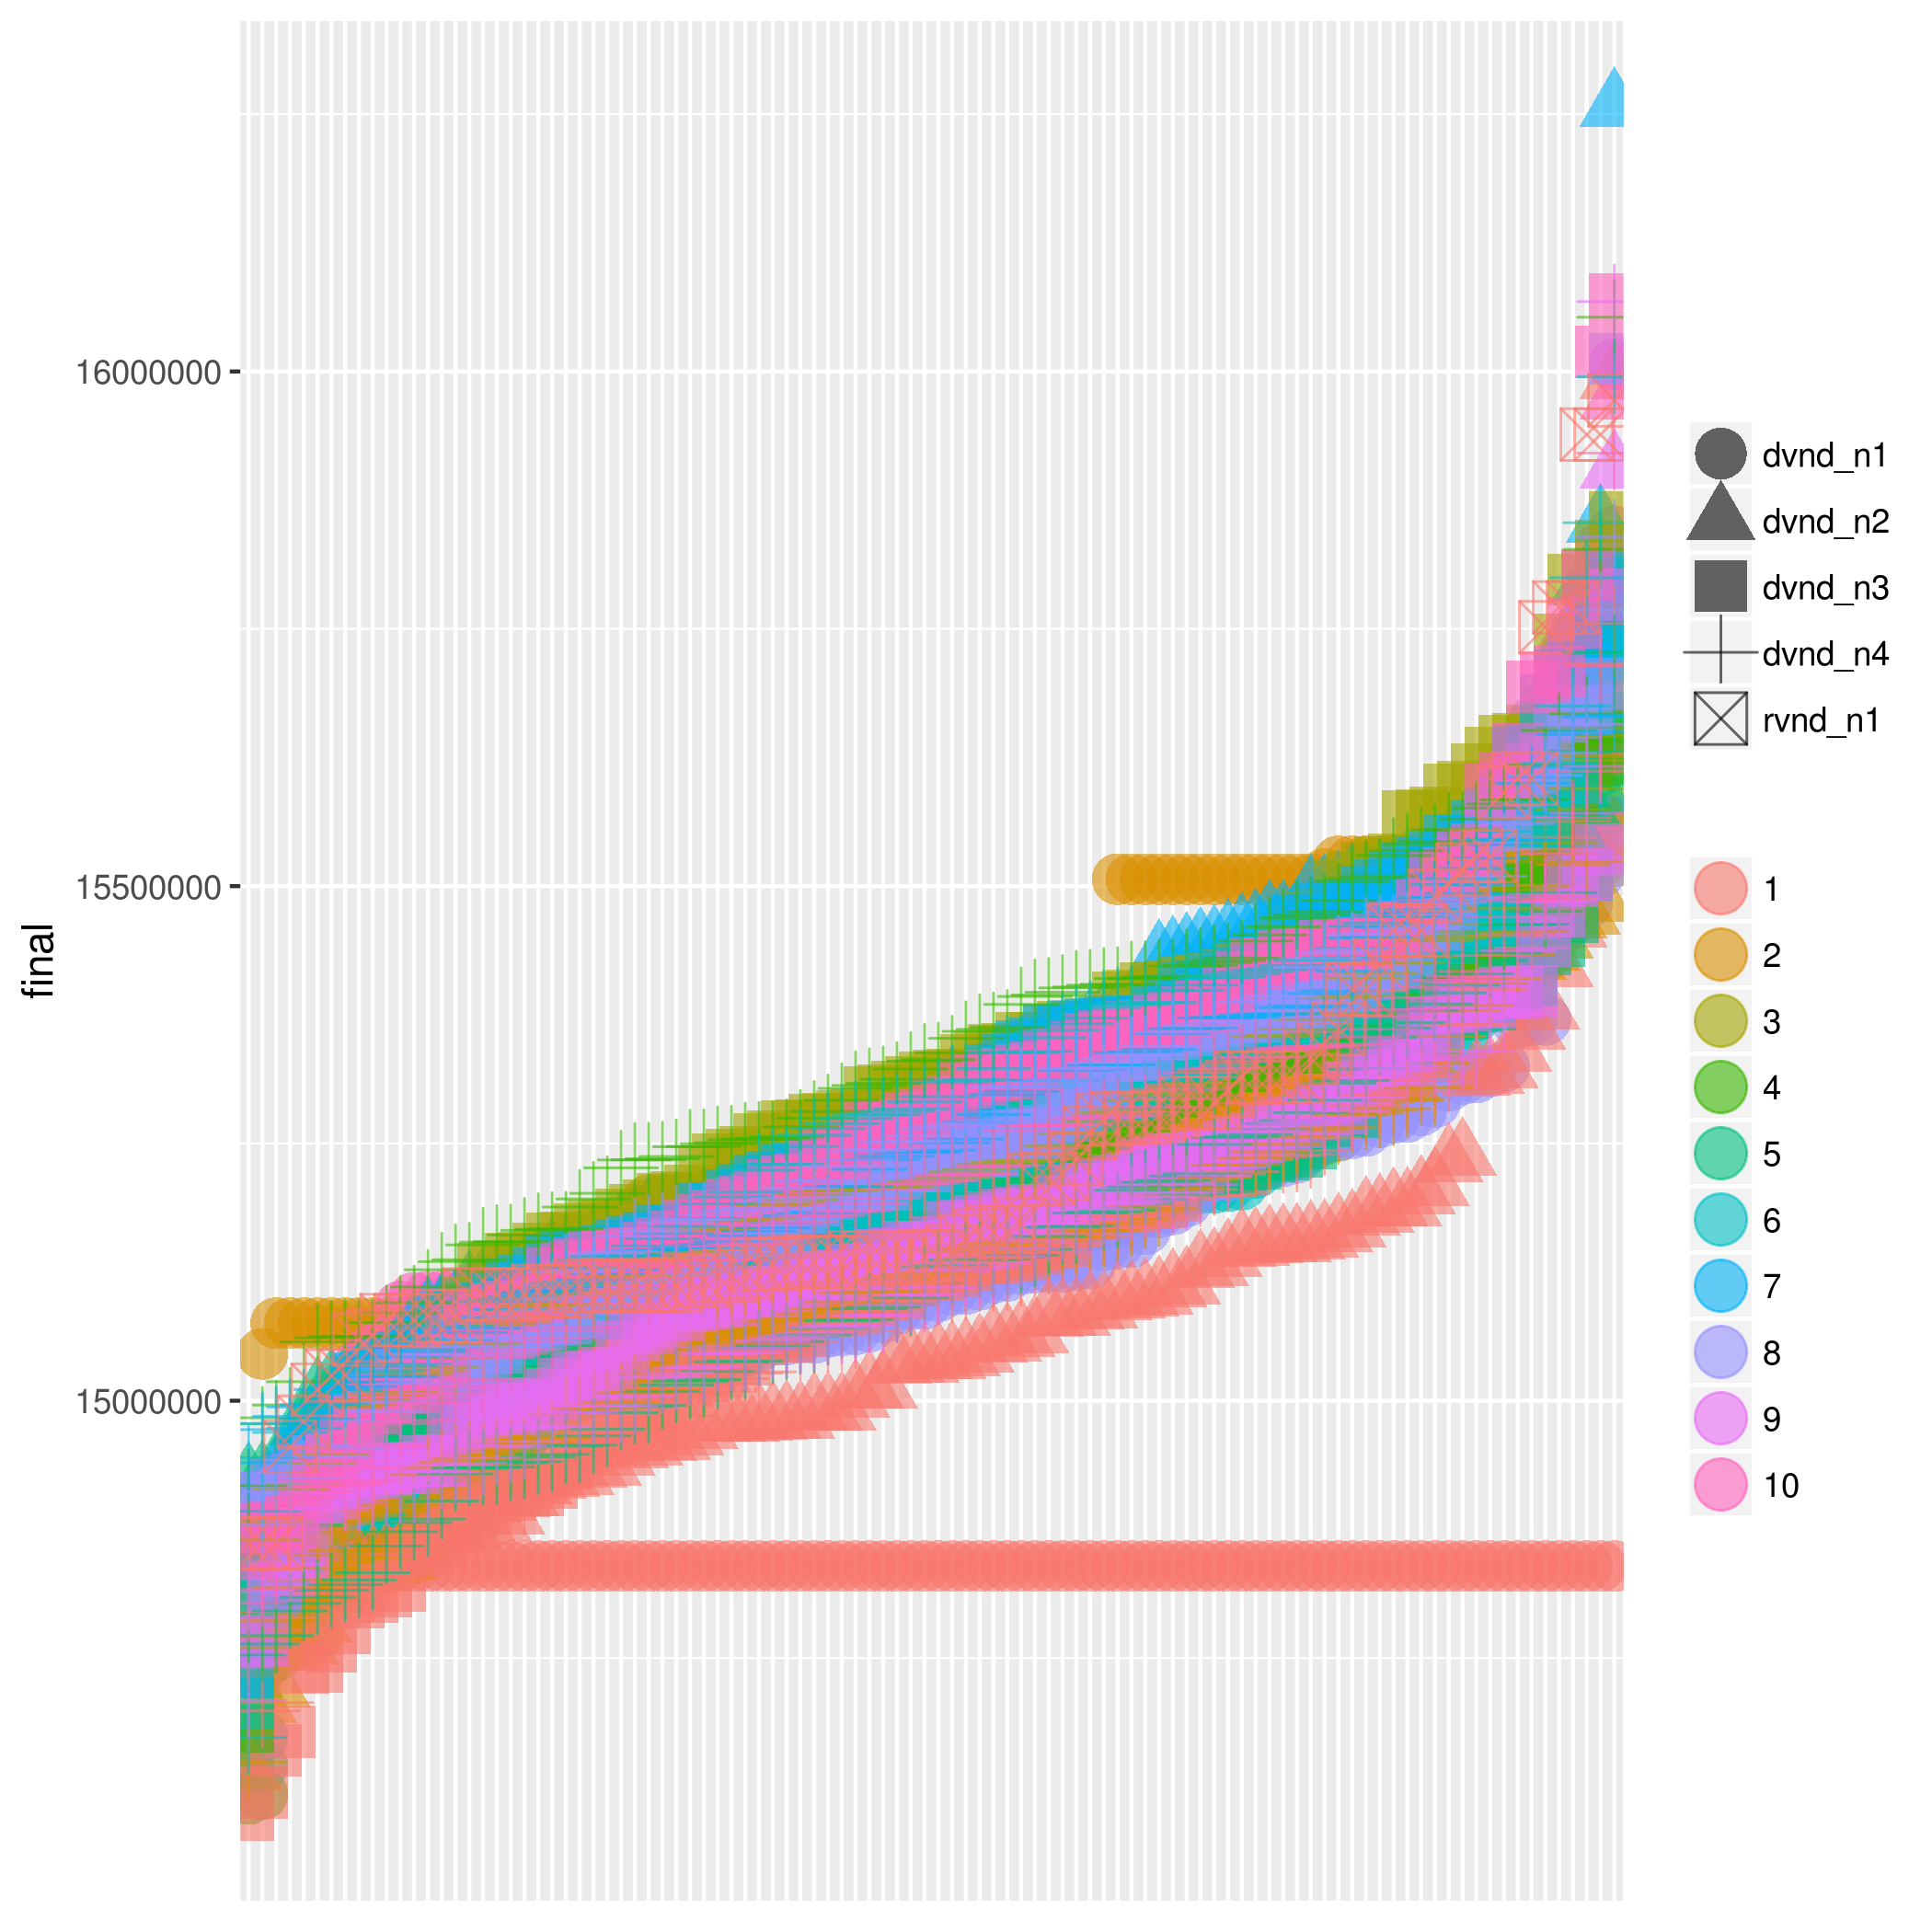 final
16000000
15500000
15000000
dvnd_n1
dvnd_n2
dvnd_n3
dvnd_n4
rvnd_n1
1
2
3
4
5
6
7
8
9
10